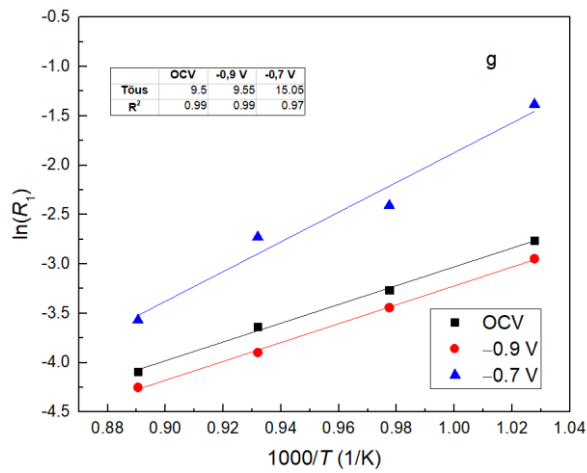 -0.5
g
OCV -0,9 V -0,7 V
Tõus 9.5 9.55 15.05
R² 0.99 0.99 0.97
-1.0
-1.5
-2.0
-2.5
-3.0
-3.5
-4.0
-4.5
ln(R₁)
OCV
−0.9 V
−0.7 V
0.88 0.90 0.92 0.94 0.96 0.98 1.00 1.02 1.04
1000/T (1/K)